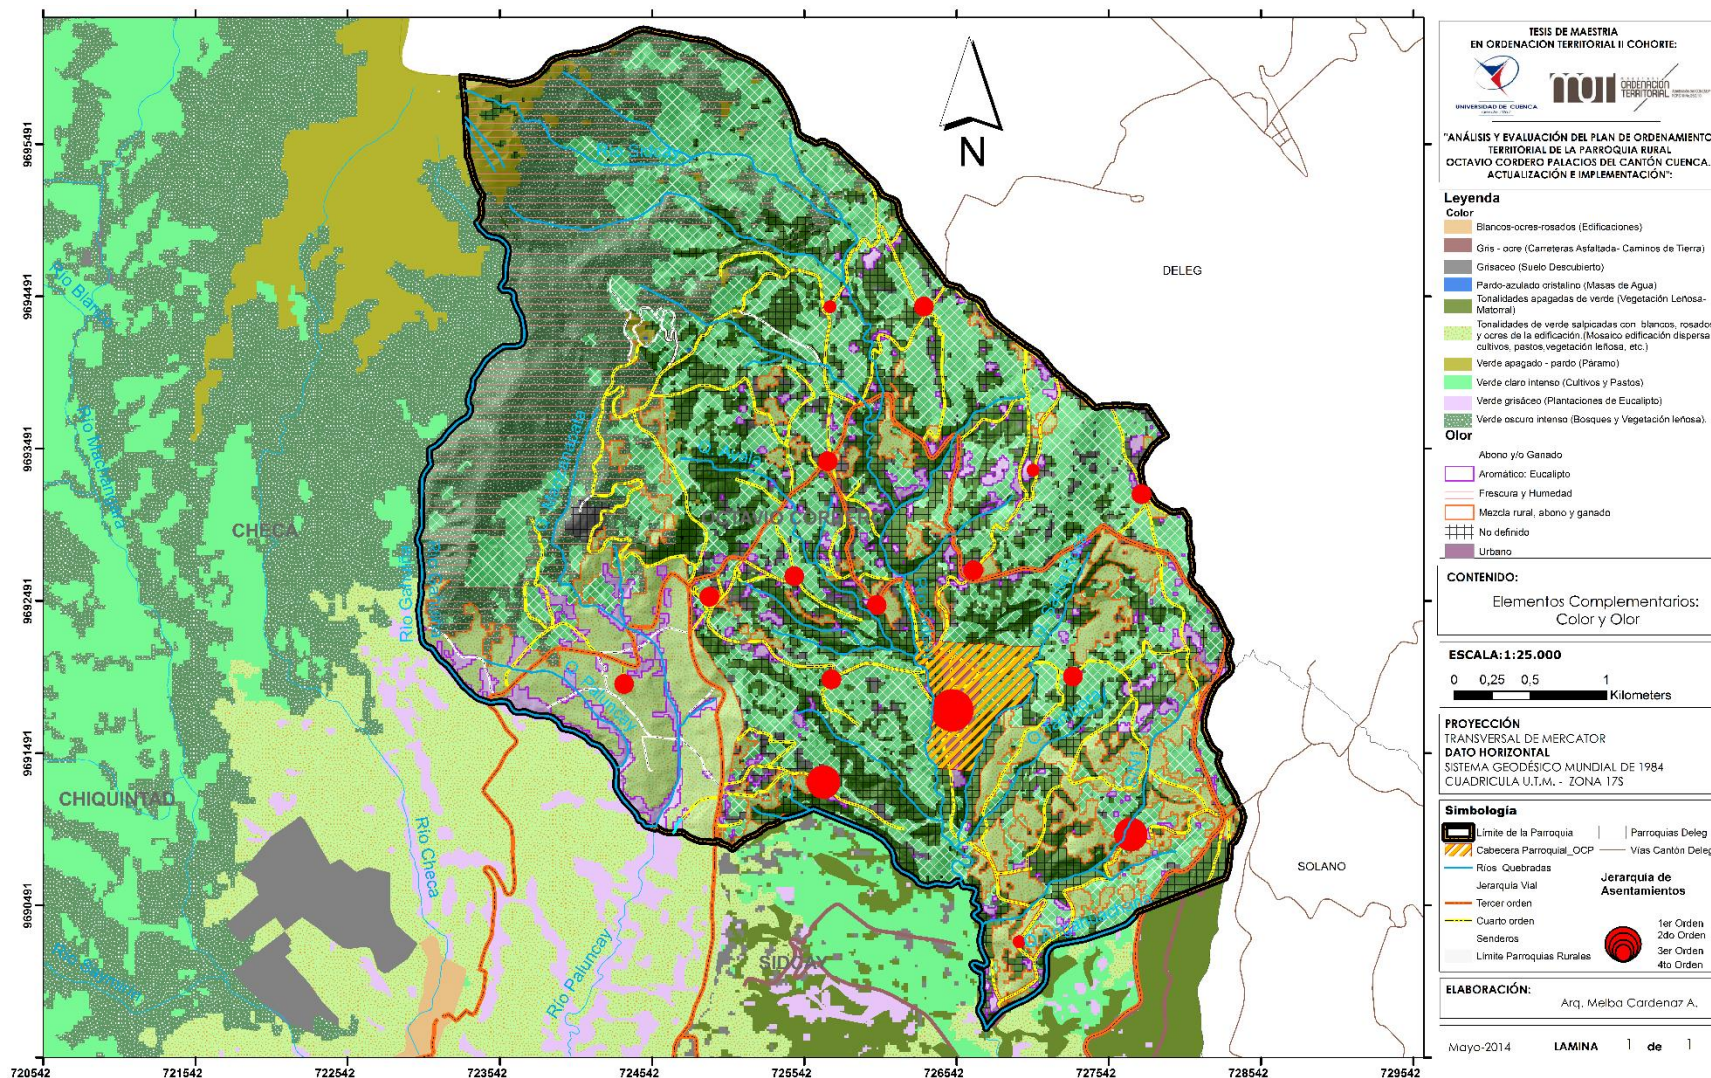 TESIS DE MAESTRIA
EN ORDENACIÓN TERRITORIAL II COHORTE:
UNIVERSIDAD DE CUENCA
ORDENACIÓN
TERRITORIAL
"ANÁLISIS Y EVALUACIÓN DEL PLAN DE ORDENAMIENTO
TERRITORIAL DE LA PARROQUIA RURAL
OCTAVIO CORDERO PALACIOS DEL CANTÓN CUENCA.
ACTUALIZACIÓN E IMPLEMENTACIÓN":
Leyenda
Color
Blancos-ocres-rosados (Edificaciones)
Gris - ocre (Carreteras Asfaltada- Caminos de Tierra)
Grisaceo (Suelo Descubierto)
Pardo-azulado cristalino (Masas de Agua)
Tonalidades apagadas de verde (Vegetación Leñosa-
Matorral)
Tonalidades de verde salpicadas con blancos, rosados
y ocres de la edificación.(Mosaico edificación dispersa
cultivos, pastos,vegetación leñosa, etc.)
Verde apagado - pardo (Páramo)
Verde claro intenso (Cultivos y Pastos)
Verde grisáceo (Plantaciones de Eucalipto)
Verde oscuro intenso (Bosques y Vegetación leñosa).
Olor
Abono y/o Ganado
Aromático: Eucalipto
Frescura y Humedad
Mezcla rural, abono y ganado
No definido
Urbano
CONTENIDO:
Elementos Complementarios:
Color y Olor
ESCALA:1:25.000
0 0,25 0,5 1
Kilometers
PROYECCIÓN
TRANSVERSAL DE MERCATOR
DATO HORIZONTAL
SISTEMA GEODÉSICO MUNDIAL DE 1984
CUADRICULA U.T.M. - ZONA 17S
Simbología
Límite de la Parroquia
Parroquias Deleg
Cabecera Parroquial_OCP
Vías Cantón Deleg
Ríos Quebradas
Jerarquía Vial
Tercer orden
Cuarto orden
Senderos
Límite Parroquias Rurales
Jerarquía de
Asentamientos
1er Orden
2do Orden
3er Orden
4to Orden
ELABORACIÓN:
Arq. Melba Cardenaz A.
Mayo-2014 LAMINA 1 de 1
N
DELEG
SOLANO
CHECA
CHIQUINTAD
OCTAVIO CORDERO
SIDCAY
Río Blanco
Río Machangara
Río Checa
Río Paluncay
9695491
9694491
9693491
9692491
9691491
9690491
720542 721542 722542 723542 724542 725542 726542 727542 728542 729542